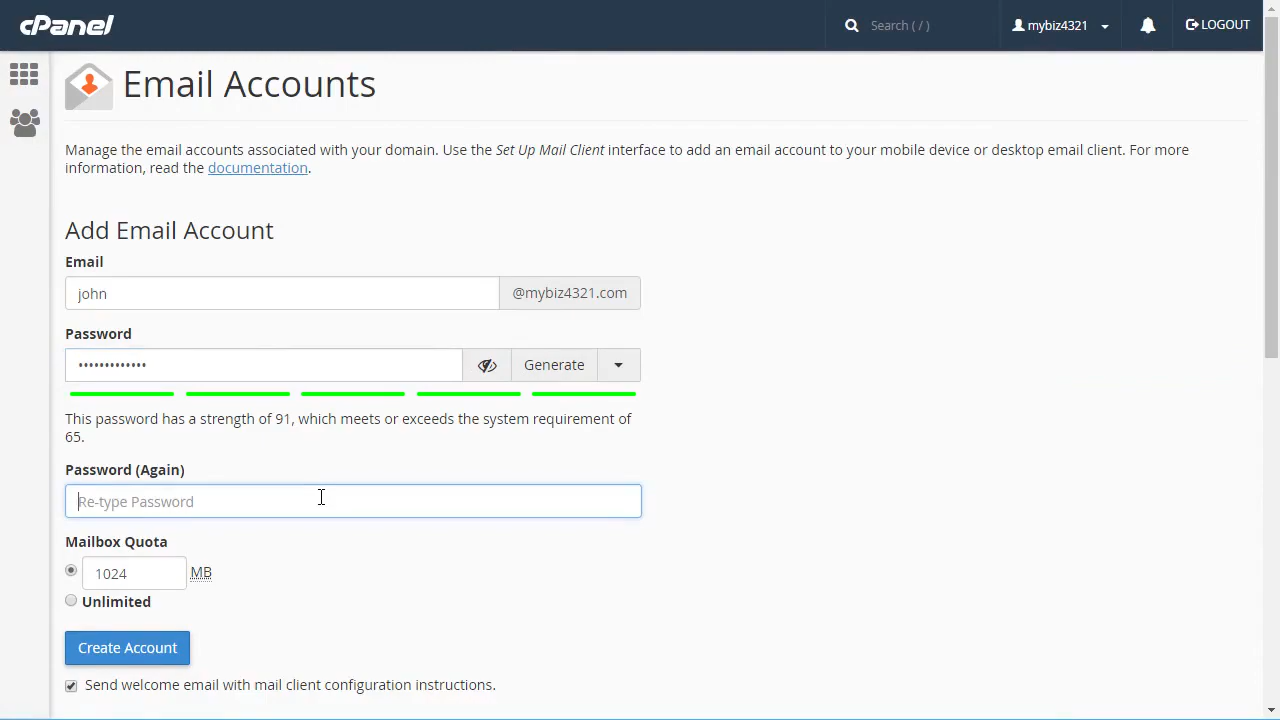 cPanel
Search ( / )
mybiz4321
LOGOUT
Email Accounts
Manage the email accounts associated with your domain. Use the Set Up Mail Client interface to add an email account to your mobile device or desktop email client. For more
information, read the documentation.
Add Email Account
Email
john
@mybiz4321.com
Password
•••••••••••••
Generate
This password has a strength of 91, which meets or exceeds the system requirement of
65.
Password (Again)
Re-type Password
Mailbox Quota
1024 MB
Unlimited
Create Account
Send welcome email with mail client configuration instructions.